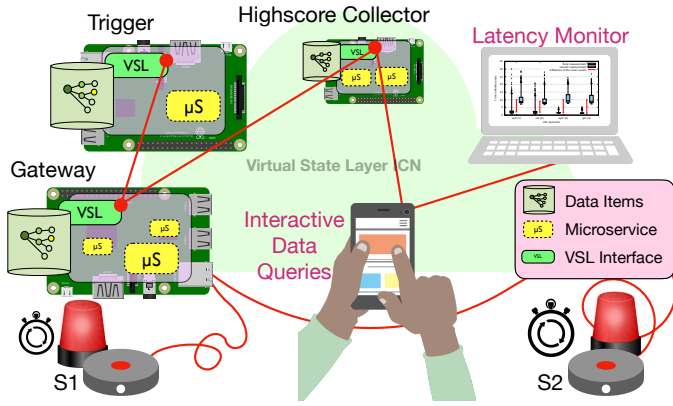 Trigger
Highscore Collector
Latency Monitor
VSL
VSL
µS
µS
µS
Virtual State Layer ICN
Gateway
VSL
µS
µS
µS
Interactive
Data
Queries
Data Items
µS
Microservice
VSL
VSL Interface
S1
S2